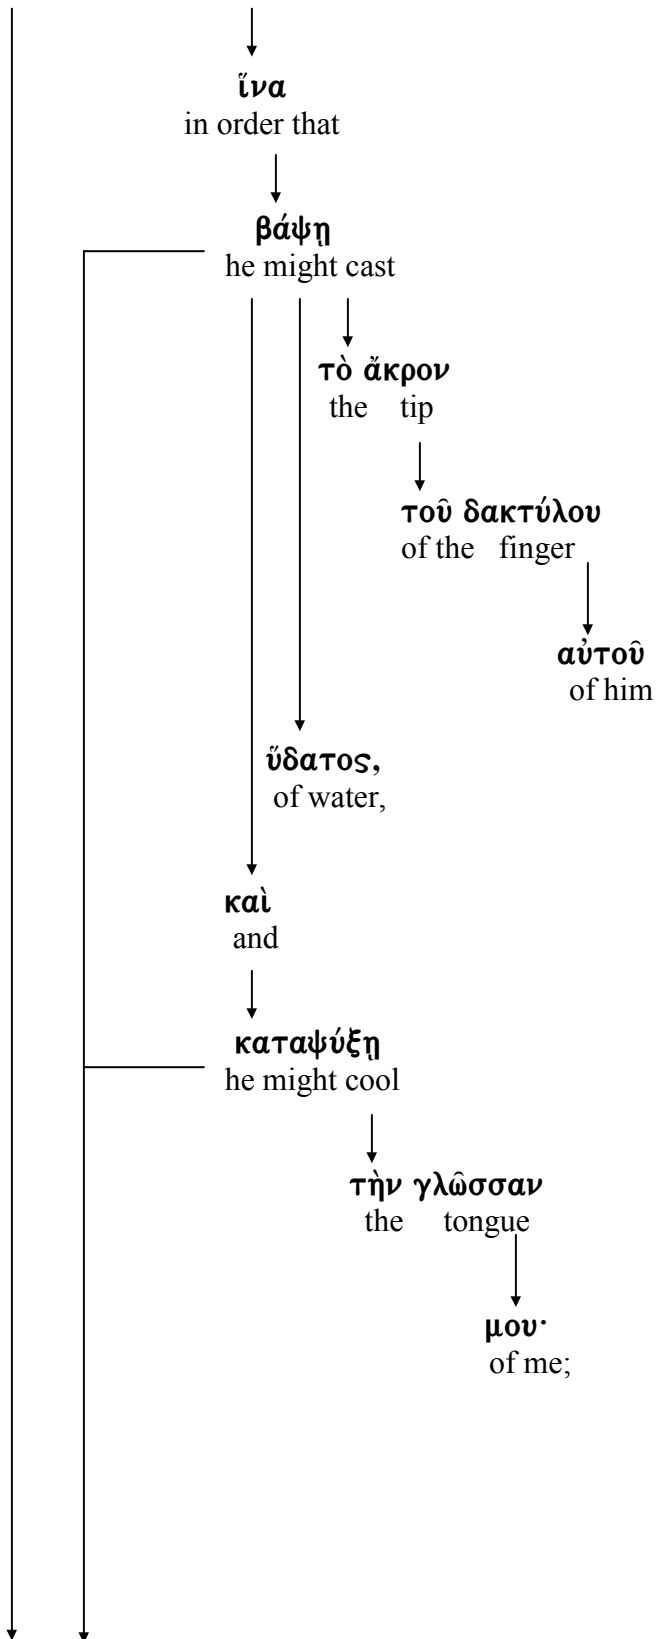 ἵνα
in order that
βάψῃ
he might cast
τὸ ἄκρον
the tip
τοῦ δακτύλου
of the finger
αὐτοῦ
of him
ὕδατος,
of water,
καὶ
and
καταψύξῃ
he might cool
τὴν γλῶσσαν
the tongue
μου·
of me;